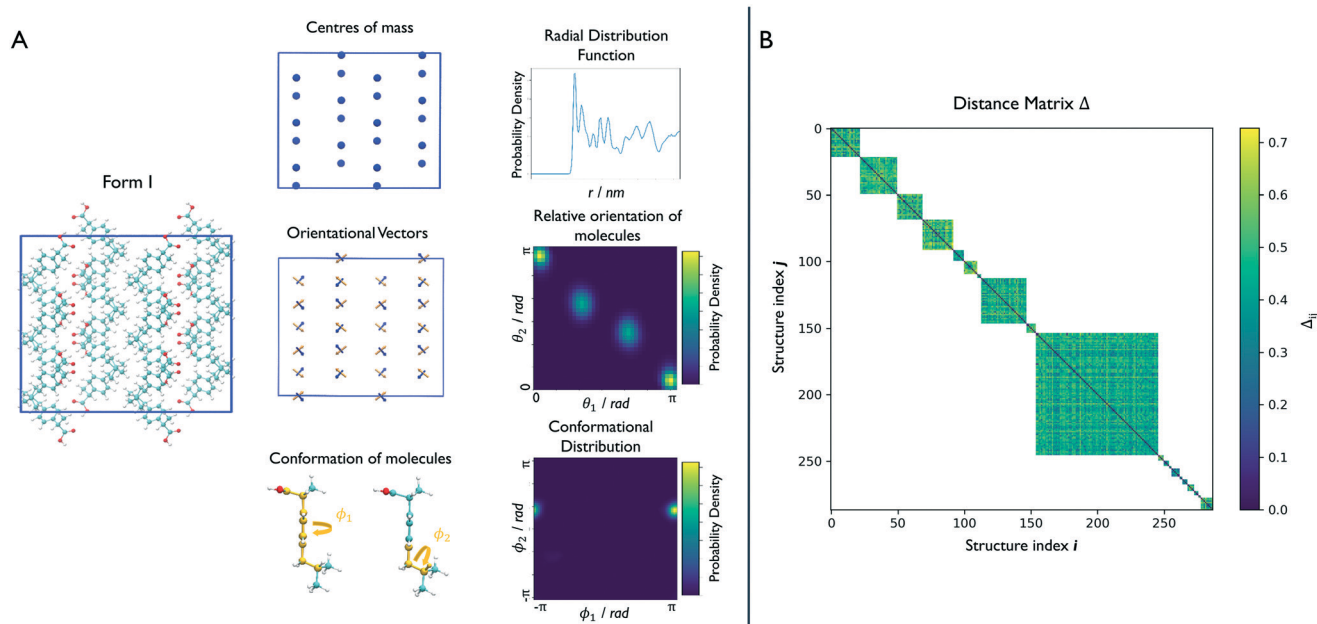 A
Form I
Centres of mass
Orientational Vectors
Conformation of molecules
ϕ1
ϕ2
Radial Distribution
Function
Probability Density
r / nm
Relative orientation of
molecules
π
θ2 / rad
0
0
θ1 / rad
π
Probability Density
Conformational
Distribution
π
ϕ2 / rad
-π
-π
ϕ1 / rad
π
Probability Density
B
Distance Matrix Δ
0
50
100
150
200
250
Structure index j
0
50
100
150
200
250
Structure index i
0.7
0.6
0.5
0.4
0.3
0.2
0.1
0.0
Δij